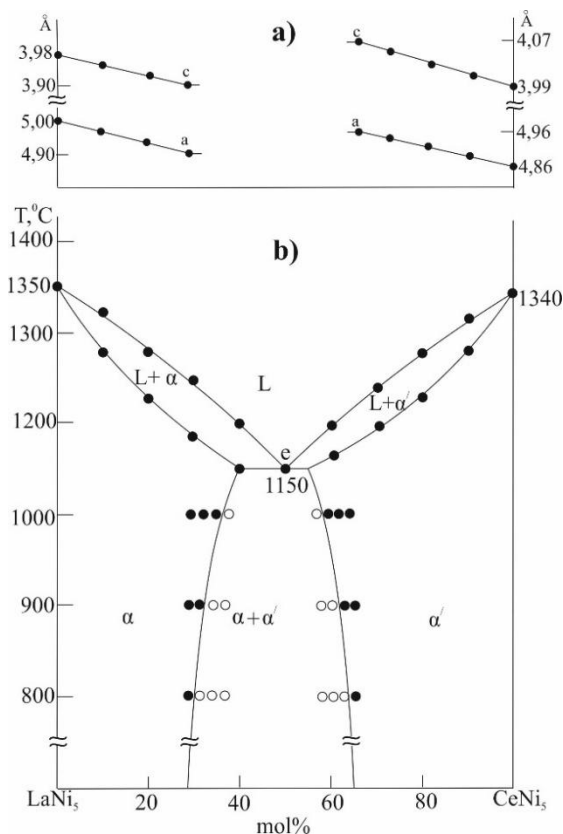 Å
a)
Å
3,98
c
c
4,07
3,90
3,99
5,00
a
a
4,96
4,90
4,86
T,°C
1400
b)
1350
1340
1300
L+ α
L
L+α′
1200
e
1150
1000
900
α
α+α′
α′
800
LaNi₅
20
40
60
80
CeNi₅
mol%